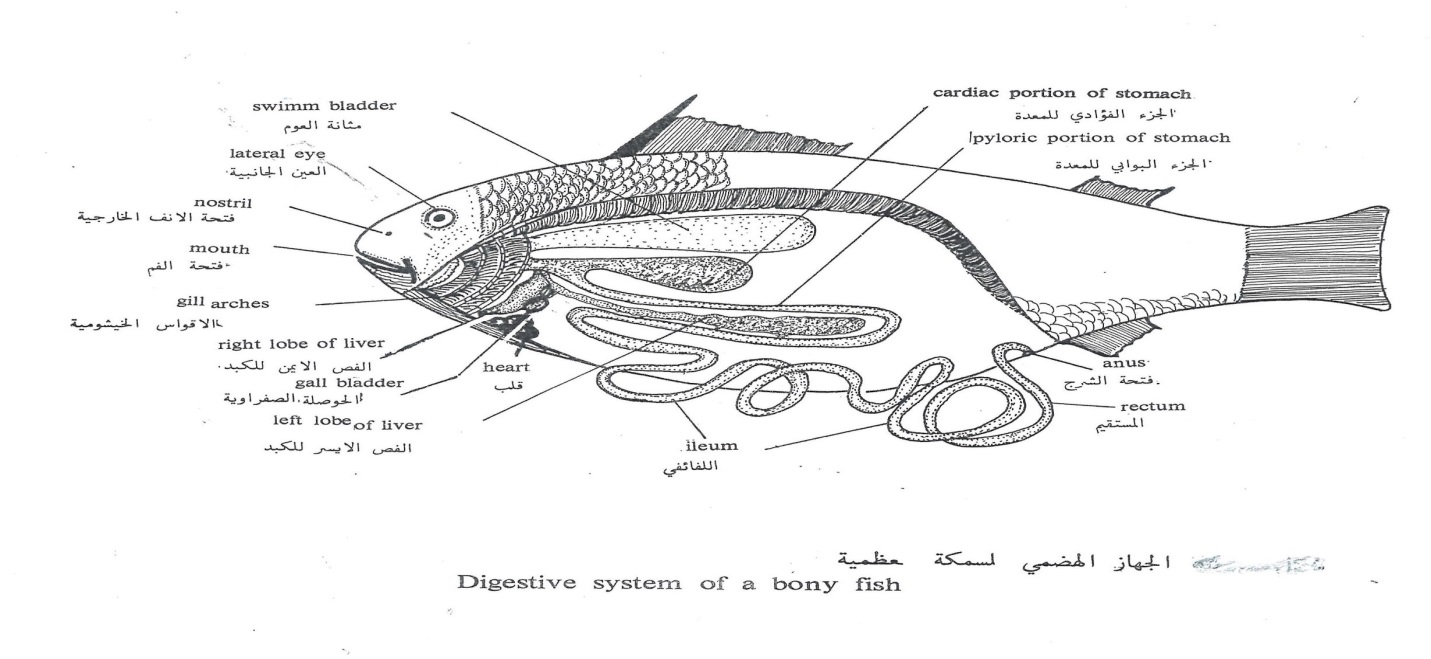 swimm bladder
مثانة العوم
lateral eye
العين الجانبية
nostril
فتحة الانف الخارجية
mouth
فتحة الفم
gill arches
الاقواس الخيشومية
right lobe of liver
الفص الايمن للكبد
gall bladder
الحوصلة الصفراوية
left lobe of liver
الفص الايسر للكبد
heart
قلب
ileum
اللفائفي
cardiac portion of stomach
الجزء الفؤادي للمعدة
pyloric portion of stomach
الجزء البوابي للمعدة
anus
فتحة الشرج
rectum
المستقيم
الجهاز الهضمي لسمكة عظمية
Digestive system of a bony fish